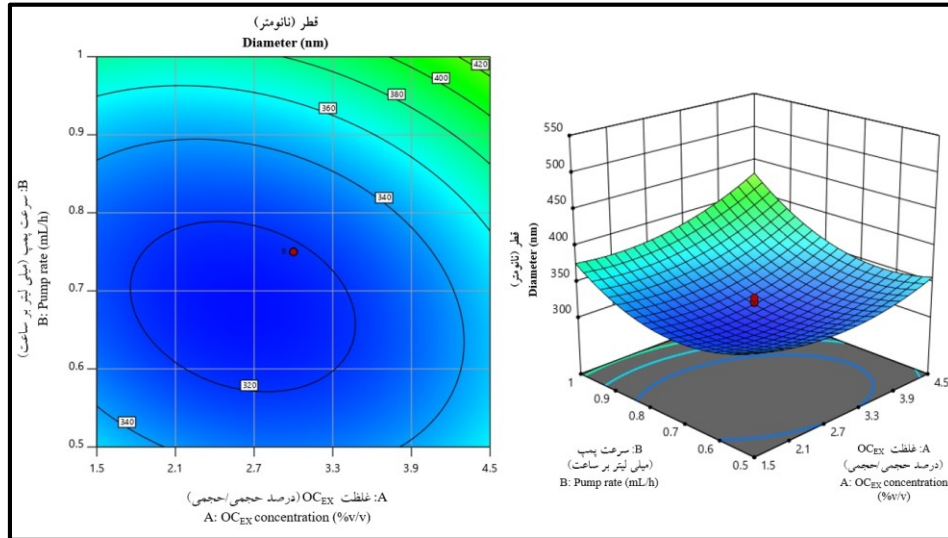 قطر (نانومتر)
Diameter (nm)
1
0.9
0.8
0.7
0.6
0.5
B: سرعت پمپ (میلی لیتر بر ساعت)
B: Pump rate (mL/h)
420
400
380
360
340
320
340
1.5 2.1 2.7 3.3 3.9 4.5
A: غلظت OCEX (درصد حجمی/حجمی)
A: OCEX concentration (%v/v)
550
500
450
400
350
300
قطر (نانومتر)
Diameter (nm)
1
0.9
0.8
0.7
0.6
0.5
B: سرعت پمپ
(میلی لیتر بر ساعت)
B: Pump rate (mL/h)
4.5
3.9
3.3
2.7
2.1
1.5
A: غلظت OCEX
(درصد حجمی/حجمی)
A: OCEX concentration
(%v/v)